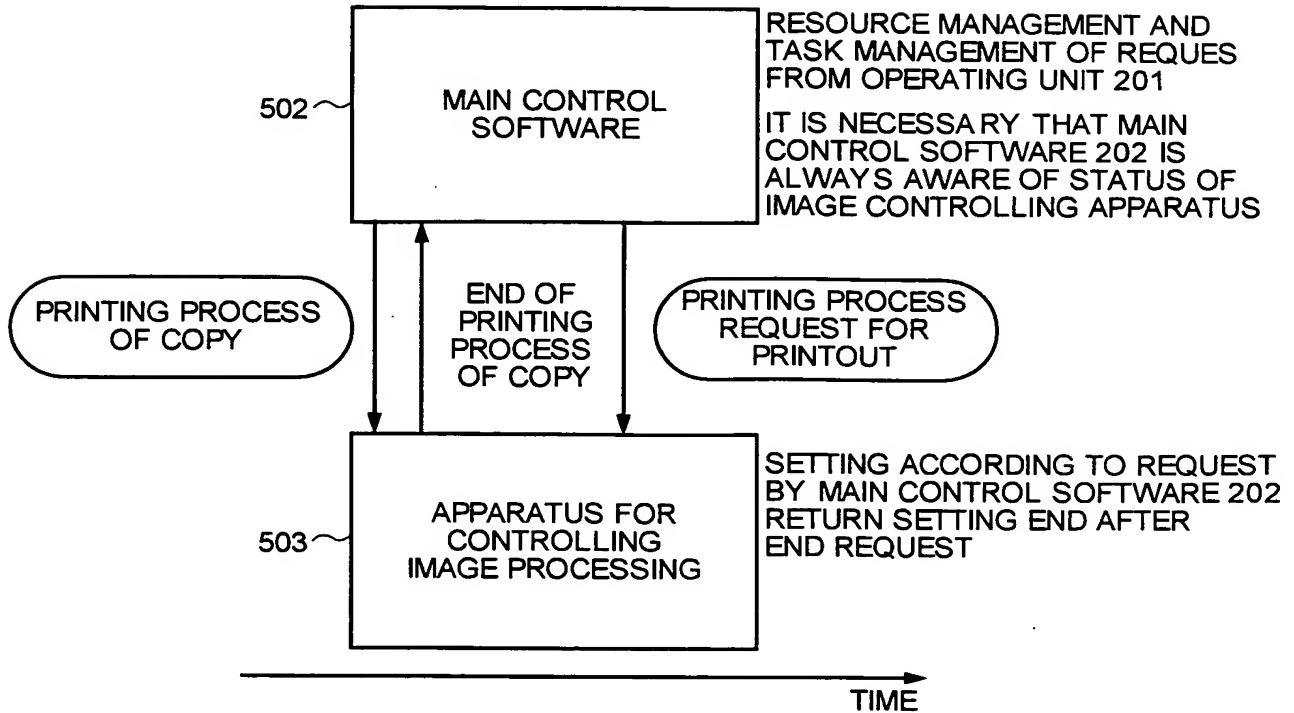 RESOURCE MANAGEMENT AND
TASK MANAGEMENT OF REQUES
FROM OPERATING UNIT 201
502
MAIN CONTROL
SOFTWARE
IT IS NECESSARY THAT MAIN
CONTROL SOFTWARE 202 IS
ALWAYS AWARE OF STATUS OF
IMAGE CONTROLLING APPARATUS
PRINTING PROCESS
OF COPY
END OF
PRINTING
PROCESS
OF COPY
PRINTING PROCESS
REQUEST FOR
PRINTOUT
503
APPARATUS FOR
CONTROLLING
IMAGE PROCESSING
SETTING ACCORDING TO REQUEST
BY MAIN CONTROL SOFTWARE 202
RETURN SETTING END AFTER
END REQUEST
TIME